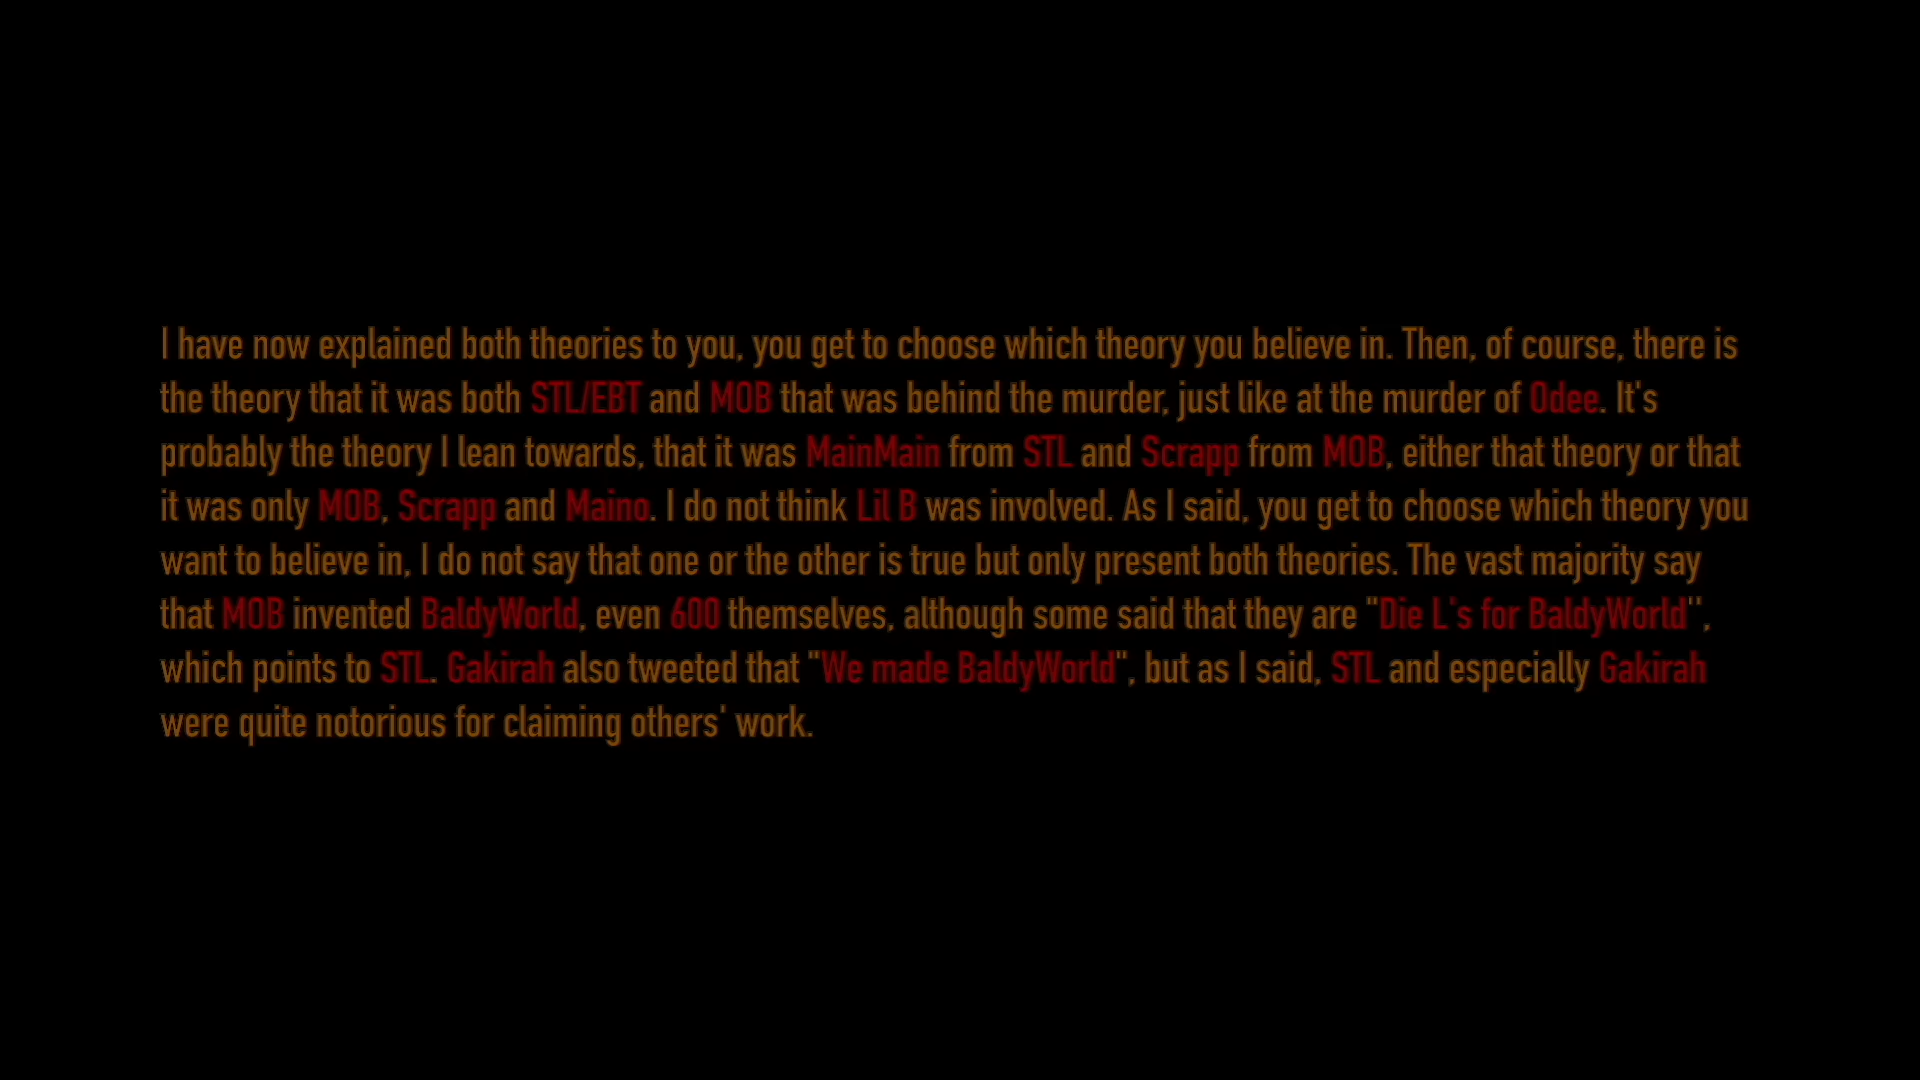 I have now explained both theories to you, you get to choose which theory you believe in. Then, of course, there is
the theory that it was both STL/EBT and MOB that was behind the murder, just like at the murder of Odee. It's
probably the theory I lean towards, that it was MainMain from STL and Scrapp from MOB, either that theory or that
it was only MOB, Scrapp and Maino. I do not think Lil B was involved. As I said, you get to choose which theory you
want to believe in, I do not say that one or the other is true but only present both theories. The vast majority say
that MOB invented BaldyWorld, even 600 themselves, although some said that they are "Die L's for BaldyWorld'',
which points to STL. Gakirah also tweeted that "We made BaldyWorld", but as I said, STL and especially Gakirah
were quite notorious for claiming others' work.